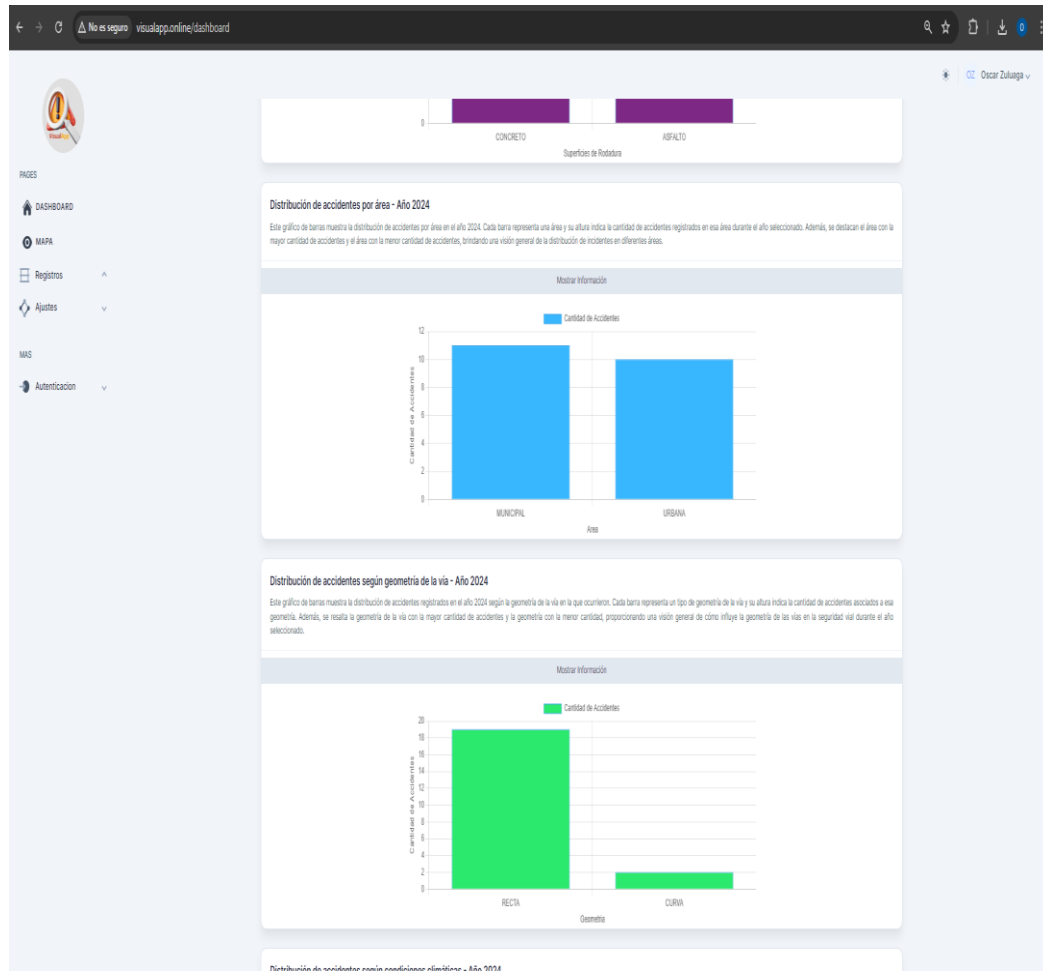 No es seguro visualapp.online/dashboard
OZ Oscar Zuluaga
VisualApp
PAGES
DASHBOARD
MAPA
Registros
Ajustes
MAS
Autenticacion
0
CONCRETO ASFALTO
Superficies de Rodadura
Distribución de accidentes por área - Año 2024
Este gráfico de barras muestra la distribución de accidentes por área en el año 2024. Cada barra representa una área y su altura indica la cantidad de accidentes registrados en esa área durante el año seleccionado. Además, se destacan el área con la
mayor cantidad de accidentes y el área con la menor cantidad de accidentes, brindando una visión general de la distribución de incidentes en diferentes áreas.
Mostrar Información
Cantidad de Accidentes
12
10
8
6
4
2
0
Cantidad de Accidentes
MUNICIPAL URBANA
Area
Distribución de accidentes según geometría de la vía - Año 2024
Este gráfico de barras muestra la distribución de accidentes registrados en el año 2024 según la geometría de la vía en la que ocurrieron. Cada barra representa un tipo de geometría de la vía y su altura indica la cantidad de accidentes asociados a esa
geometría. Además, se resalta la geometría de la vía con la mayor cantidad de accidentes y la geometría con la menor cantidad, proporcionando una visión general de cómo influye la geometría de las vías en la seguridad vial durante el año
seleccionado.
Mostrar Información
Cantidad de Accidentes
20
18
16
14
12
10
8
6
4
2
0
Cantidad de Accidentes
RECTA CURVA
Geometria
Distribución de accidentes según condiciones climáticas - Año 2024